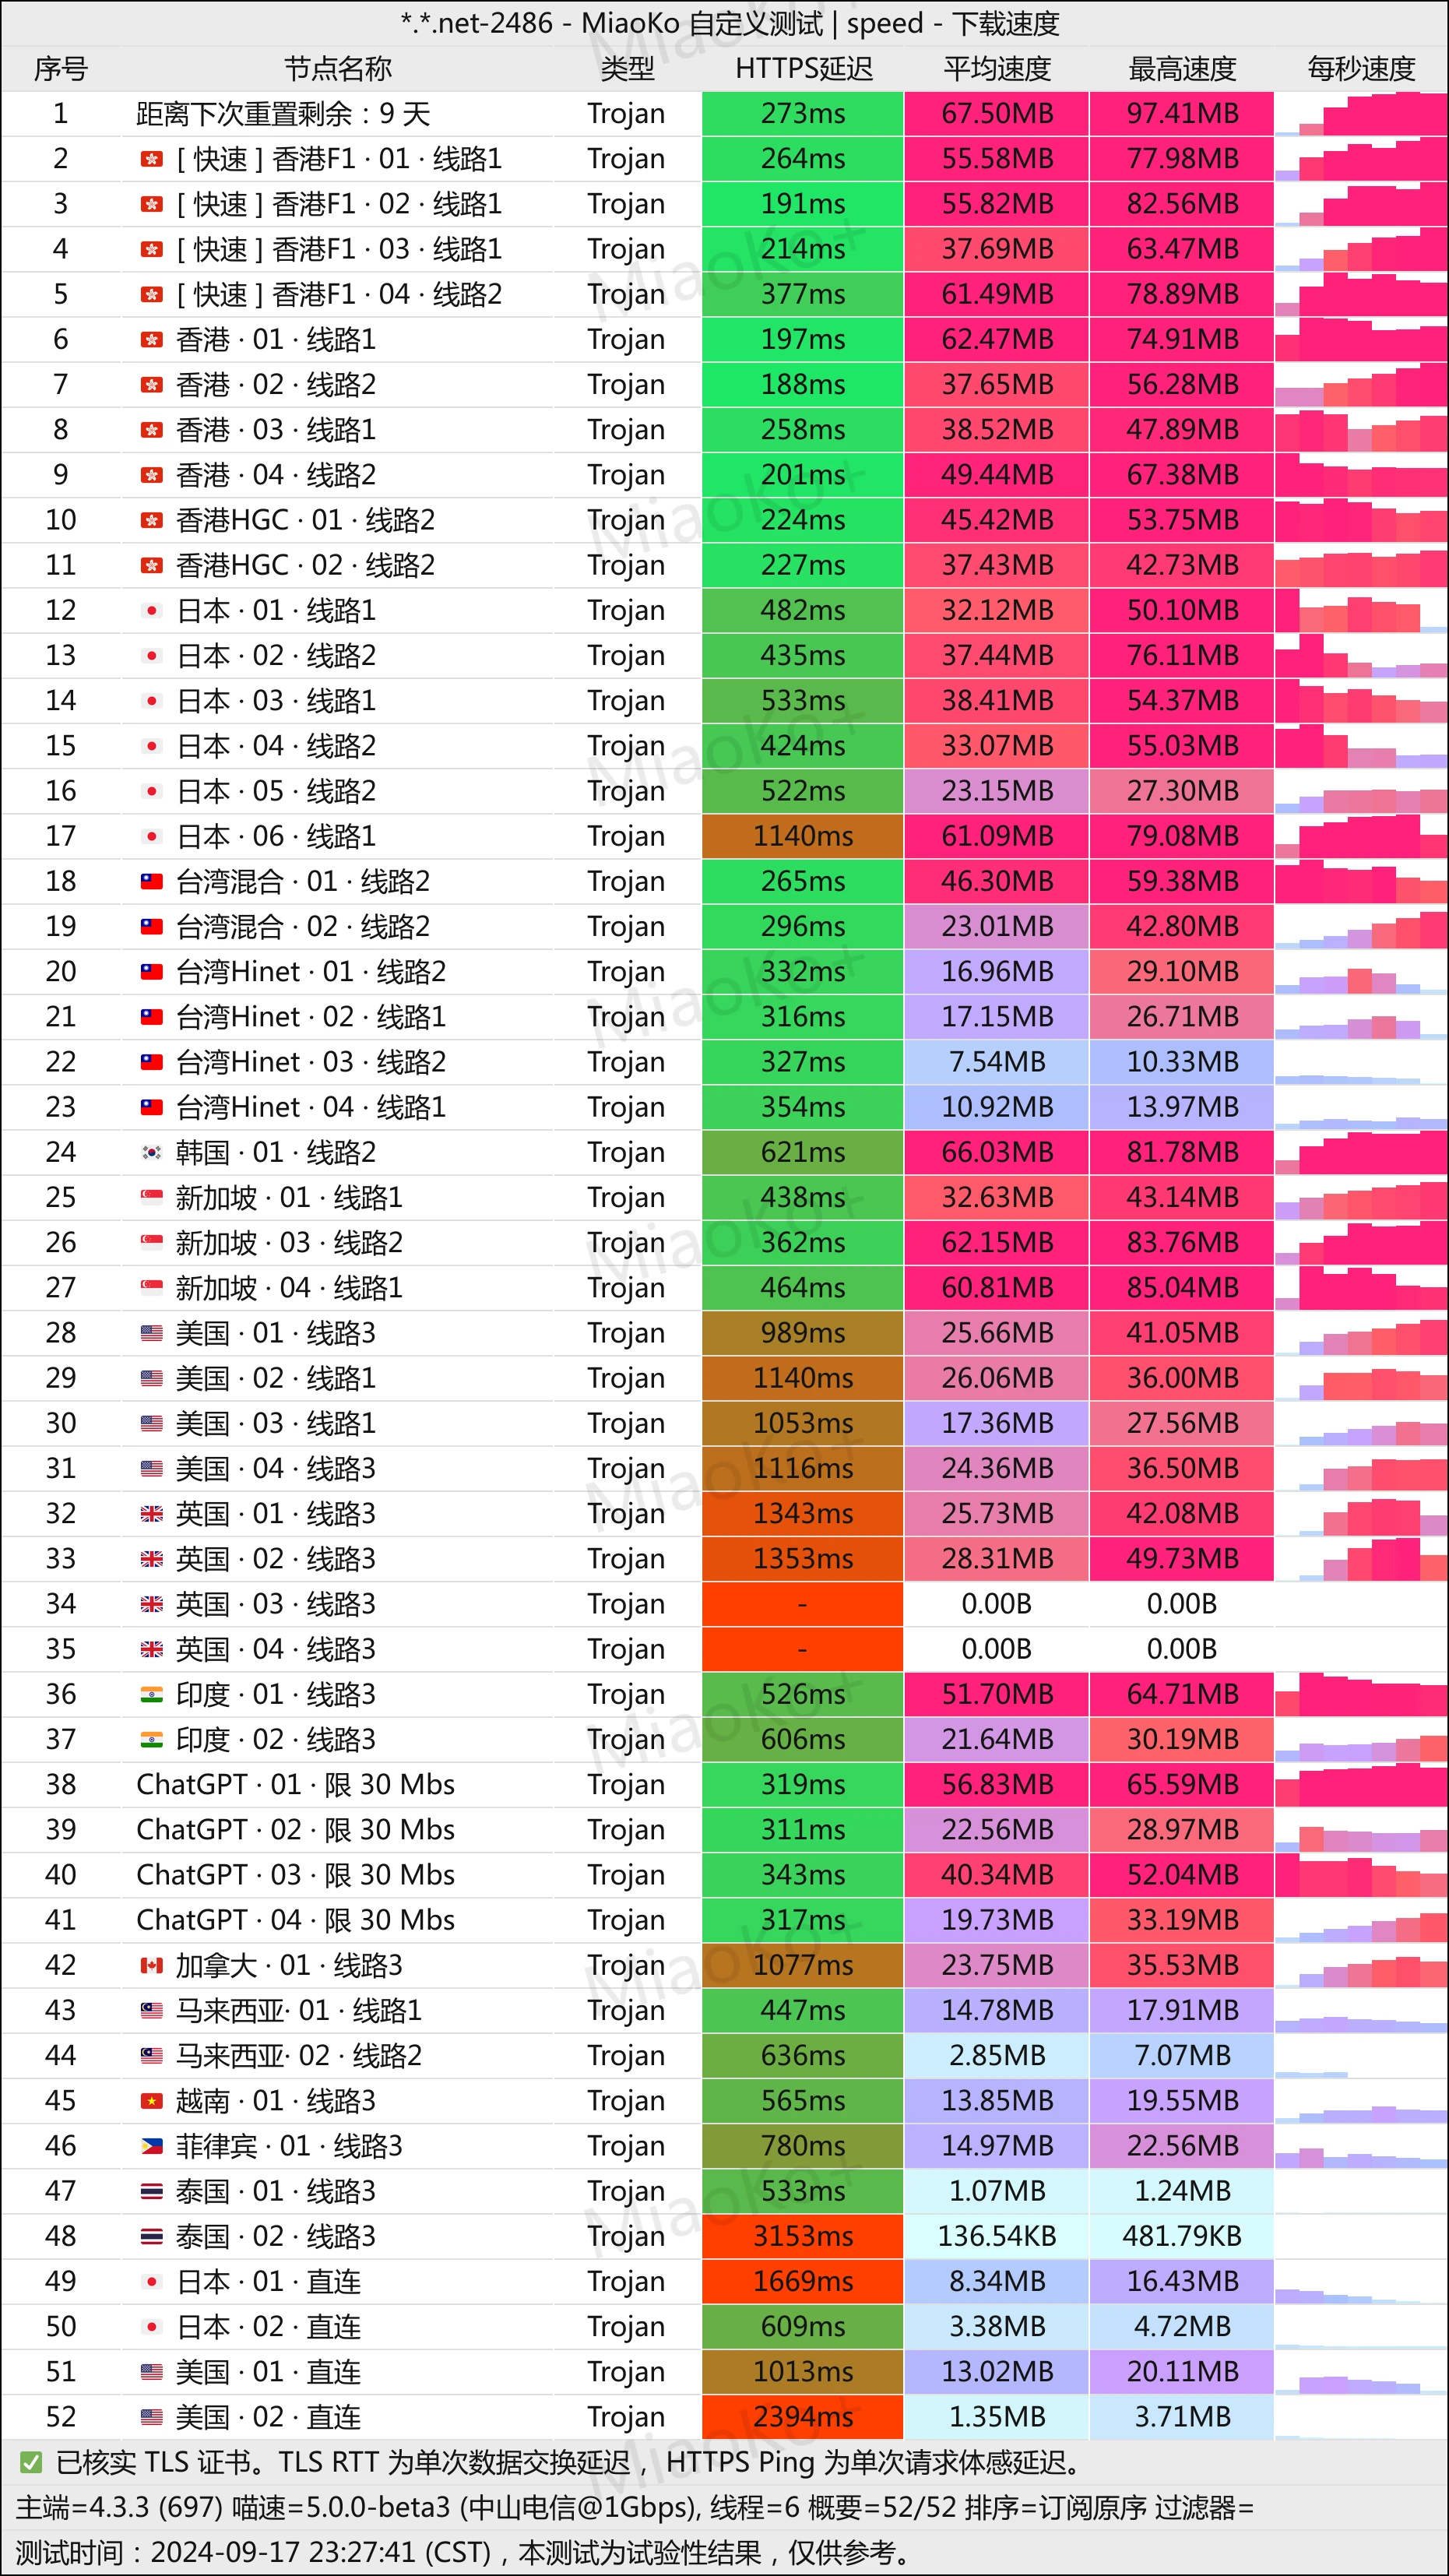 *.*.net-2486 - MiaoKo 自定义测试 | speed - 下载速度
序号 节点名称 类型 HTTPS延迟 平均速度 最高速度 每秒速度
1 距离下次重置剩余：9 天 Trojan 273ms 67.50MB 97.41MB
2 [ 快速 ] 香港F1 · 01 · 线路1 Trojan 264ms 55.58MB 77.98MB
3 [ 快速 ] 香港F1 · 02 · 线路1 Trojan 191ms 55.82MB 82.56MB
4 [ 快速 ] 香港F1 · 03 · 线路1 Trojan 214ms 37.69MB 63.47MB
5 [ 快速 ] 香港F1 · 04 · 线路2 Trojan 377ms 61.49MB 78.89MB
6 香港 · 01 · 线路1 Trojan 197ms 62.47MB 74.91MB
7 香港 · 02 · 线路2 Trojan 188ms 37.65MB 56.28MB
8 香港 · 03 · 线路1 Trojan 258ms 38.52MB 47.89MB
9 香港 · 04 · 线路2 Trojan 201ms 49.44MB 67.38MB
10 香港HGC · 01 · 线路2 Trojan 224ms 45.42MB 53.75MB
11 香港HGC · 02 · 线路2 Trojan 227ms 37.43MB 42.73MB
12 日本 · 01 · 线路1 Trojan 482ms 32.12MB 50.10MB
13 日本 · 02 · 线路2 Trojan 435ms 37.44MB 76.11MB
14 日本 · 03 · 线路1 Trojan 533ms 38.41MB 54.37MB
15 日本 · 04 · 线路2 Trojan 424ms 33.07MB 55.03MB
16 日本 · 05 · 线路2 Trojan 522ms 23.15MB 27.30MB
17 日本 · 06 · 线路1 Trojan 1140ms 61.09MB 79.08MB
18 台湾混合 · 01 · 线路2 Trojan 265ms 46.30MB 59.38MB
19 台湾混合 · 02 · 线路2 Trojan 296ms 23.01MB 42.80MB
20 台湾Hinet · 01 · 线路2 Trojan 332ms 16.96MB 29.10MB
21 台湾Hinet · 02 · 线路1 Trojan 316ms 17.15MB 26.71MB
22 台湾Hinet · 03 · 线路2 Trojan 327ms 7.54MB 10.33MB
23 台湾Hinet · 04 · 线路1 Trojan 354ms 10.92MB 13.97MB
24 韩国 · 01 · 线路2 Trojan 621ms 66.03MB 81.78MB
25 新加坡 · 01 · 线路1 Trojan 438ms 32.63MB 43.14MB
26 新加坡 · 03 · 线路2 Trojan 362ms 62.15MB 83.76MB
27 新加坡 · 04 · 线路1 Trojan 464ms 60.81MB 85.04MB
28 美国 · 01 · 线路3 Trojan 989ms 25.66MB 41.05MB
29 美国 · 02 · 线路1 Trojan 1140ms 26.06MB 36.00MB
30 美国 · 03 · 线路1 Trojan 1053ms 17.36MB 27.56MB
31 美国 · 04 · 线路3 Trojan 1116ms 24.36MB 36.50MB
32 英国 · 01 · 线路3 Trojan 1343ms 25.73MB 42.08MB
33 英国 · 02 · 线路3 Trojan 1353ms 28.31MB 49.73MB
34 英国 · 03 · 线路3 Trojan - 0.00B 0.00B
35 英国 · 04 · 线路3 Trojan - 0.00B 0.00B
36 印度 · 01 · 线路3 Trojan 526ms 51.70MB 64.71MB
37 印度 · 02 · 线路3 Trojan 606ms 21.64MB 30.19MB
38 ChatGPT · 01 · 限 30 Mbs Trojan 319ms 56.83MB 65.59MB
39 ChatGPT · 02 · 限 30 Mbs Trojan 311ms 22.56MB 28.97MB
40 ChatGPT · 03 · 限 30 Mbs Trojan 343ms 40.34MB 52.04MB
41 ChatGPT · 04 · 限 30 Mbs Trojan 317ms 19.73MB 33.19MB
42 加拿大 · 01 · 线路3 Trojan 1077ms 23.75MB 35.53MB
43 马来西亚· 01 · 线路1 Trojan 447ms 14.78MB 17.91MB
44 马来西亚· 02 · 线路2 Trojan 636ms 2.85MB 7.07MB
45 越南 · 01 · 线路3 Trojan 565ms 13.85MB 19.55MB
46 菲律宾 · 01 · 线路3 Trojan 780ms 14.97MB 22.56MB
47 泰国 · 01 · 线路3 Trojan 533ms 1.07MB 1.24MB
48 泰国 · 02 · 线路3 Trojan 3153ms 136.54KB 481.79KB
49 日本 · 01 · 直连 Trojan 1669ms 8.34MB 16.43MB
50 日本 · 02 · 直连 Trojan 609ms 3.38MB 4.72MB
51 美国 · 01 · 直连 Trojan 1013ms 13.02MB 20.11MB
52 美国 · 02 · 直连 Trojan 2394ms 1.35MB 3.71MB
✅ 已核实 TLS 证书。TLS RTT 为单次数据交换延迟， HTTPS Ping 为单次请求体感延迟。
主端=4.3.3 (697) 喵速=5.0.0-beta3 (中山电信@1Gbps), 线程=6 概要=52/52 排序=订阅原序 过滤器=
测试时间：2024-09-17 23:27:41 (CST)，本测试为试验性结果，仅供参考。